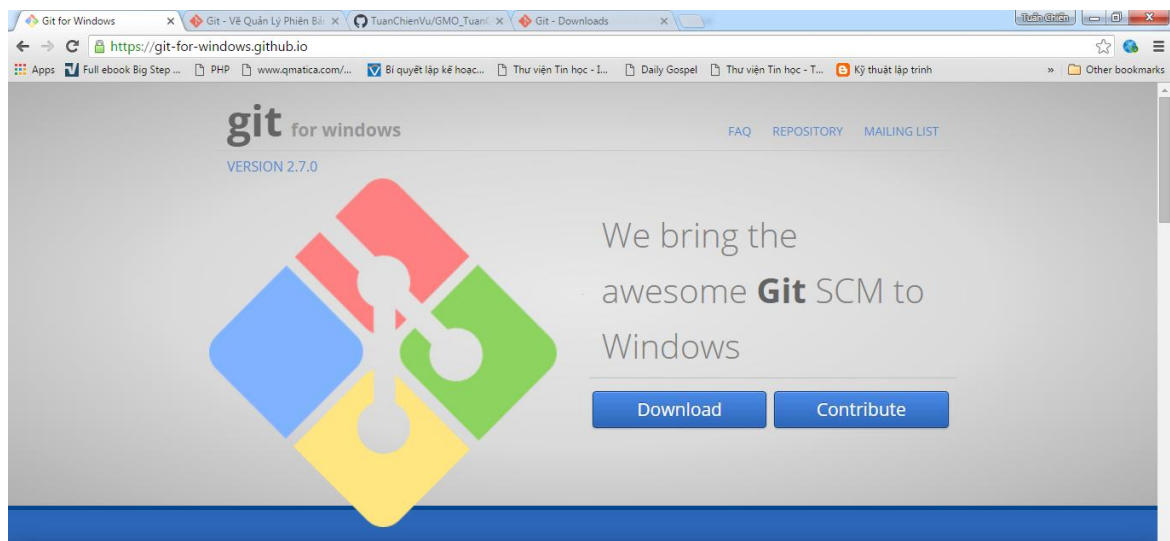 Git for Windows
Git - Về Quản Lý Phiên Bản
TuanChienVu/GMO_Tuan
Git - Downloads
Tuấn Chiến
https://git-for-windows.github.io
Apps Full ebook Big Step ... PHP www.qmatica.com/... Bí quyết lập kế hoạc... Thư viện Tin học - I... Daily Gospel Thư viện Tin học - T... Kỹ thuật lập trình » Other bookmarks
git for windows
FAQ REPOSITORY MAILING LIST
VERSION 2.7.0
We bring the
awesome Git SCM to
Windows
Download Contribute